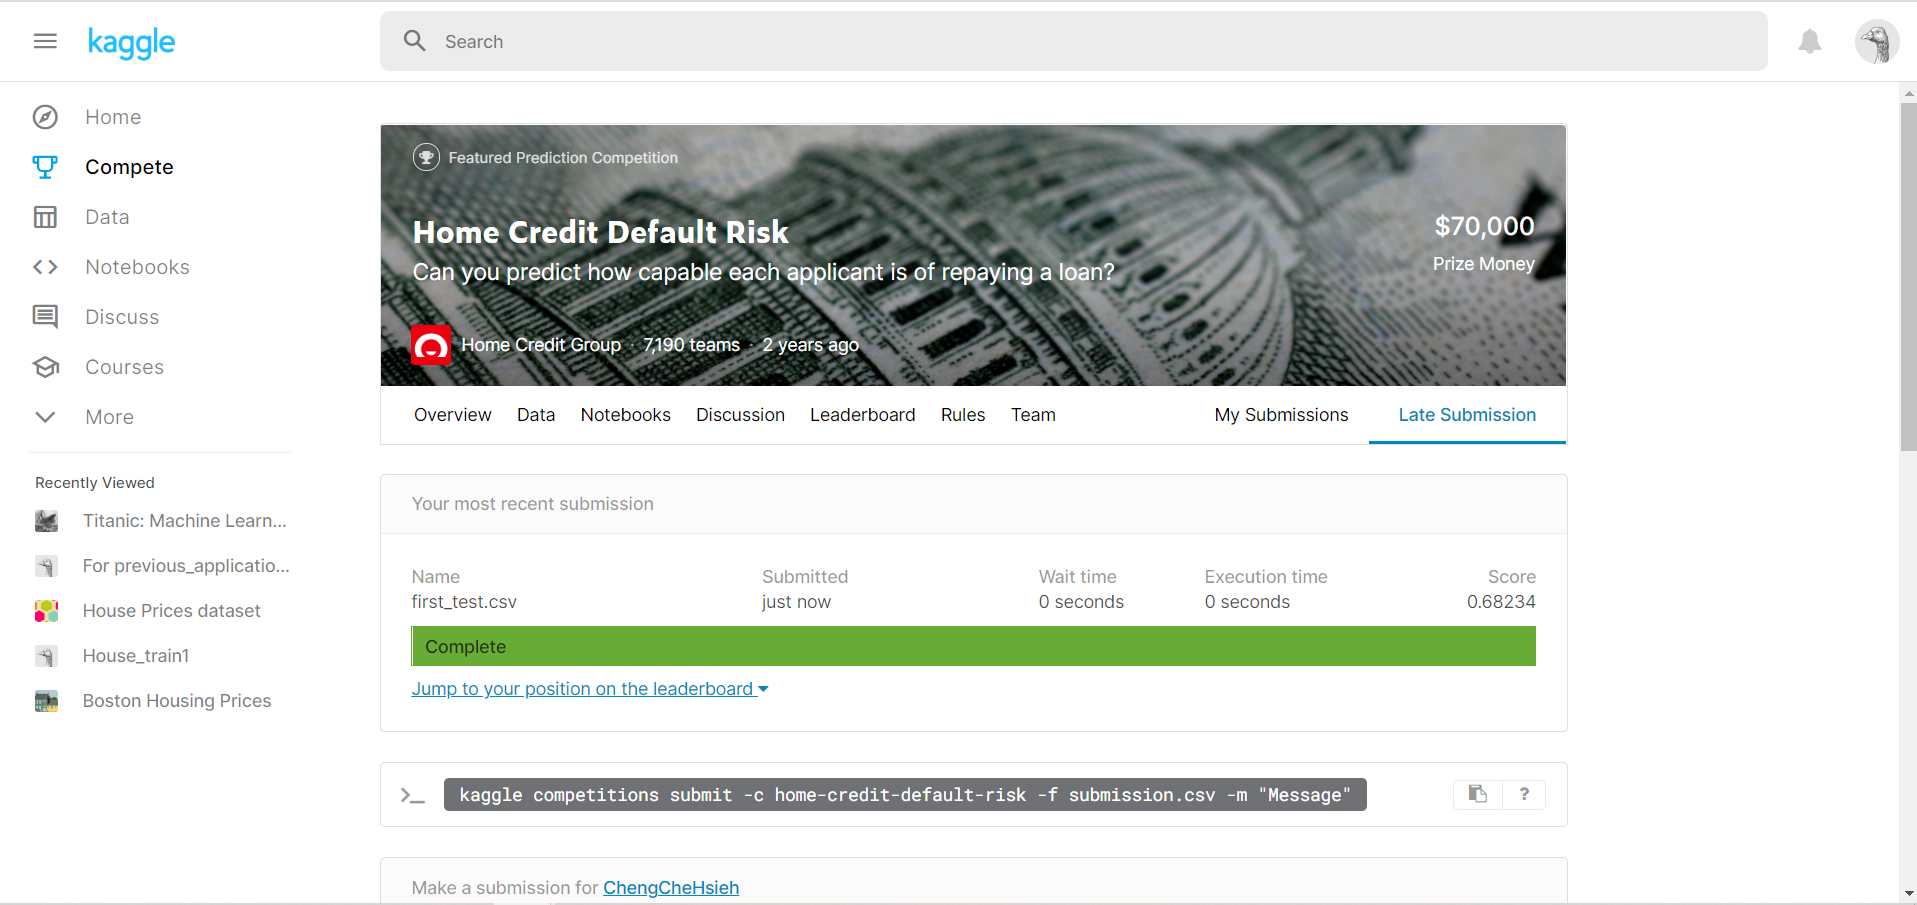 kaggle
Search
Home
Compete
Data
Notebooks
Discuss
Courses
More
Recently Viewed
Titanic: Machine Learn...
For previous_applicatio...
House Prices dataset
House_train1
Boston Housing Prices
Featured Prediction Competition
Home Credit Default Risk
Can you predict how capable each applicant is of repaying a loan?
$70,000
Prize Money
Home Credit Group · 7,190 teams · 2 years ago
Overview Data Notebooks Discussion Leaderboard Rules Team My Submissions Late Submission
Your most recent submission
Name Submitted Wait time Execution time Score
first_test.csv just now 0 seconds 0 seconds 0.68234
Complete
Jump to your position on the leaderboard
>_ kaggle competitions submit -c home-credit-default-risk -f submission.csv -m "Message" ?
Make a submission for ChengCheHsieh